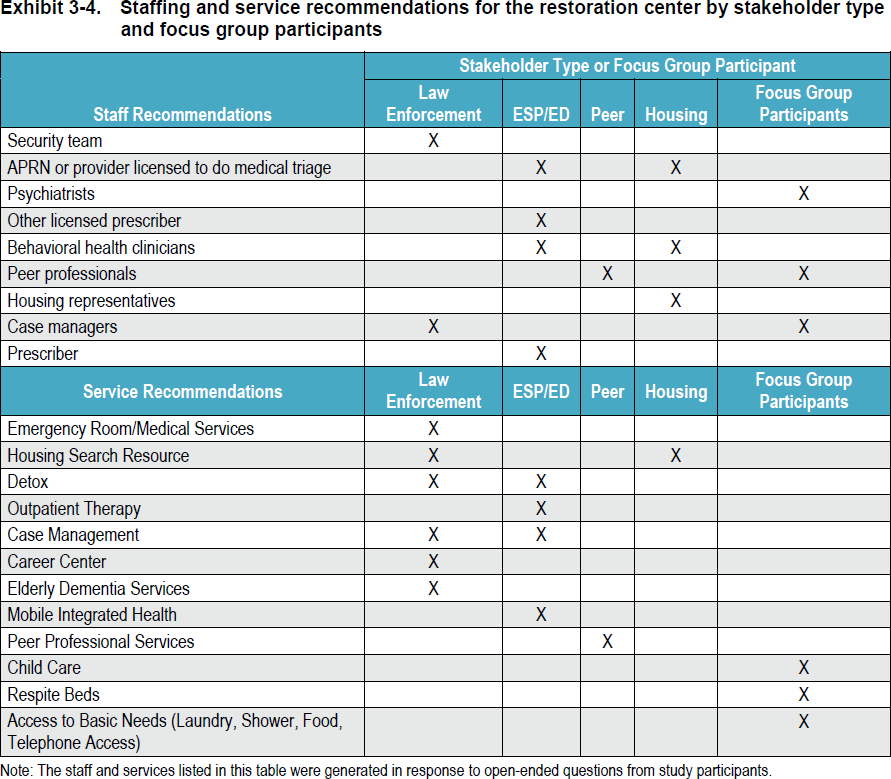 Exhibit 3-4. Staffing and service recommendations for the restoration center by stakeholder type
and focus group participants
Stakeholder Type or Focus Group Participant
Staff Recommendations Law Enforcement ESP/ED Peer Housing Focus Group Participants
Security team X
APRN or provider licensed to do medical triage X X
Psychiatrists X
Other licensed prescriber X
Behavioral health clinicians X X
Peer professionals X X
Housing representatives X
Case managers X X
Prescriber X
Service Recommendations Law Enforcement ESP/ED Peer Housing Focus Group Participants
Emergency Room/Medical Services X
Housing Search Resource X X
Detox X X
Outpatient Therapy X
Case Management X X
Career Center X
Elderly Dementia Services X
Mobile Integrated Health X
Peer Professional Services X
Child Care X
Respite Beds X
Access to Basic Needs (Laundry, Shower, Food, X
Telephone Access)
Note: The staff and services listed in this table were generated in response to open-ended questions from study participants.